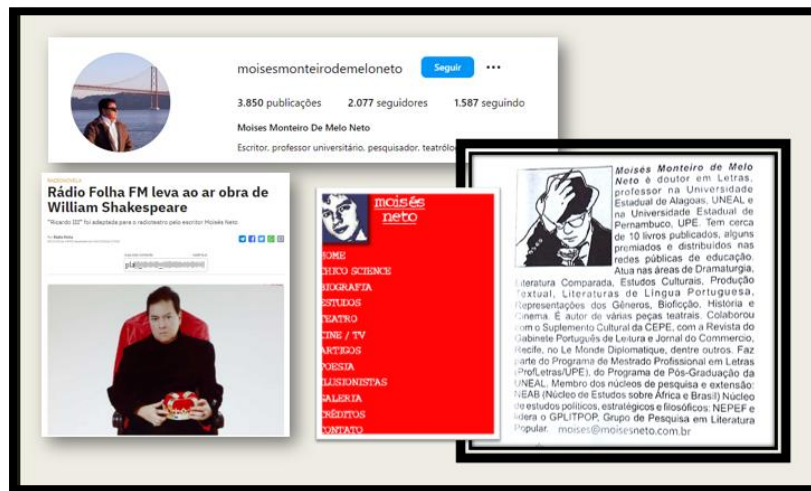 moisesmonteirodemeloneto
Seguir
3.850 publicações 2.077 seguidores 1.587 seguindo
Moises Monteiro De Melo Neto
Escritor, professor universitário, pesquisador, teatról
RADIONOVELA
Rádio Folha FM leva ao ar obra de
William Shakespeare
"Ricardo III" foi adaptada para o radioteatro pelo escritor Moisés Neto
moisés
neto
HOME
CHICO SCIENCE
BIOGRAFIA
ESTUDOS
TEATRO
CINE / TV
ARTIGOS
POESIA
ILUSIONISTAS
GALERIA
CRÉDITOS
CONTATO
Moisés Monteiro de Melo
Neto é doutor em Letras,
professor na Universidade
Estadual de Alagoas, UNEAL e
na Universidade Estadual de
Pernambuco, UPE. Tem cerca
de 10 livros publicados, alguns
premiados e distribuídos nas
redes públicas de educação.
Atua nas áreas de Dramaturgia,
Literatura Comparada, Estudos Culturais, Produção
Textual, Literaturas de Língua Portuguesa,
Representações dos Gêneros, Bioficção, História e
Cinema. É autor de várias peças teatrais. Colaborou
com o Suplemento Cultural da CEPE, com a Revista do
Gabinete Português de Leitura e Jornal do Commercio,
Recife, no Le Monde Diplomatique, dentre outros. Faz
parte do Programa de Mestrado Profissional em Letras
(ProfLetras/UPE), do Programa de Pós-Graduação da
UNEAL. Membro dos núcleos de pesquisa e extensão:
NEAB (Núcleo de Estudos sobre África e Brasil) Núcleo
de estudos políticos, estratégicos e filosóficos; NEPEF e
lidera o GPLITPOP, Grupo de Pesquisa em Literatura
Popular. moises@moisesneto.com.br